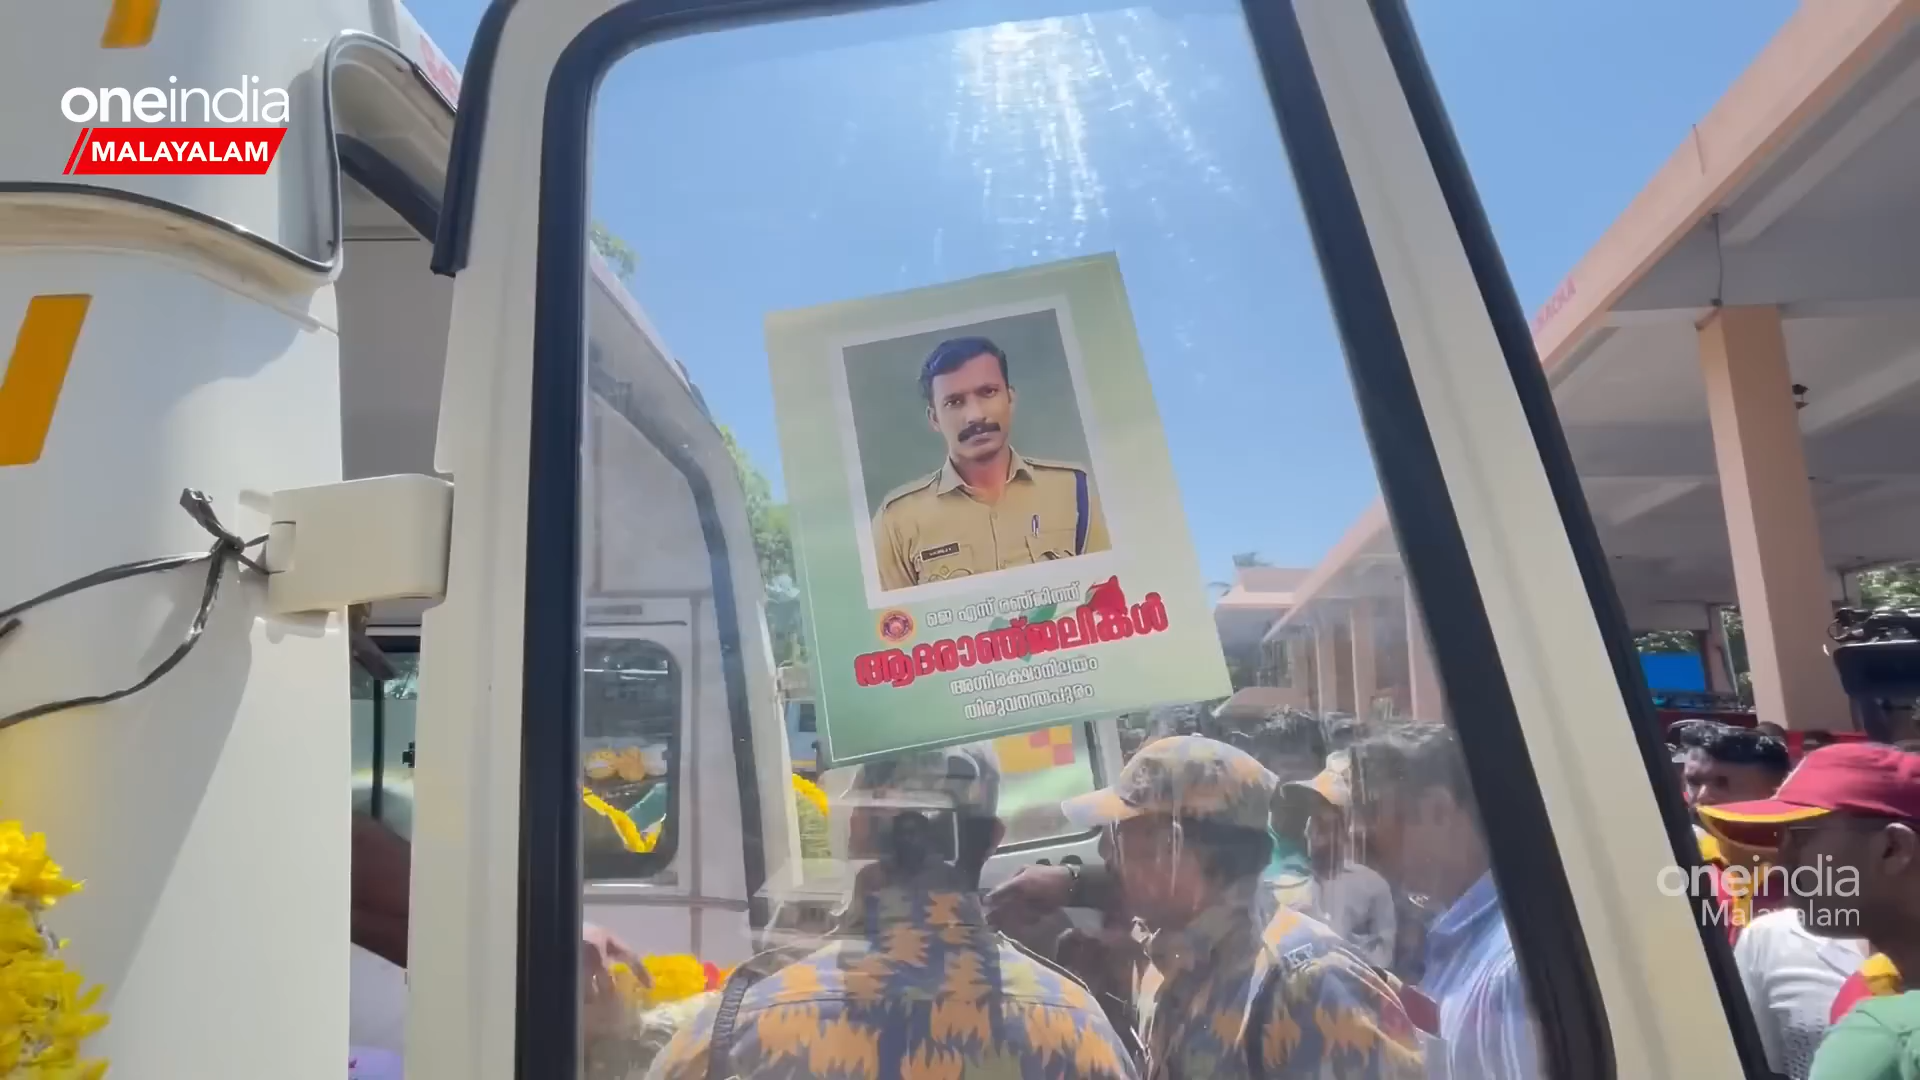 oneindia
MALAYALAM
ജെ എസ് രഞ്ജിത്ത്
ആദരാഞ്ജലികൾ
അഗ്നിരക്ഷാനിലയം
തിരുവനന്തപുരം
oneindia
Malayalam